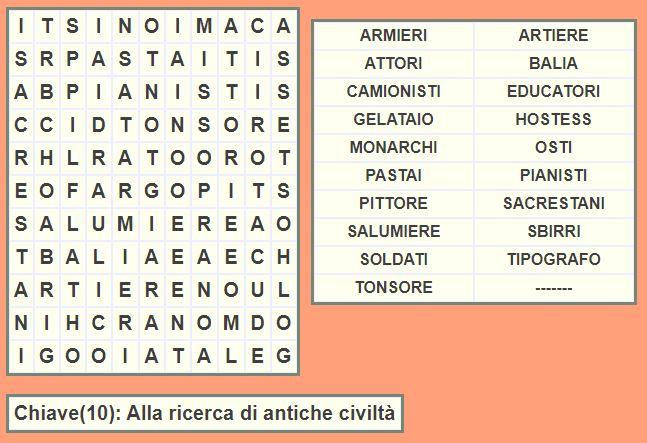 I T S I N O I M A C A
S R P A S T A I T I S
A B P I A N I S T I S
C C I D T O N S O R E
R H L R A T O O R O T
E O F A R G O P I T S
S A L U M I E R E A O
T B A L I A E A E C H
A R T I E R E N O U L
N I H C R A N O M D O
I G O O I A T A L E G
ARMIERI ARTIERE
ATTORI BALIA
CAMIONISTI EDUCATORI
GELATAIO HOSTESS
MONARCHI OSTI
PASTAI PIANISTI
PITTORE SACRESTANI
SALUMIERE SBIRRI
SOLDATI TIPOGRAFO
TONSORE -------
Chiave(10): Alla ricerca di antiche civiltà